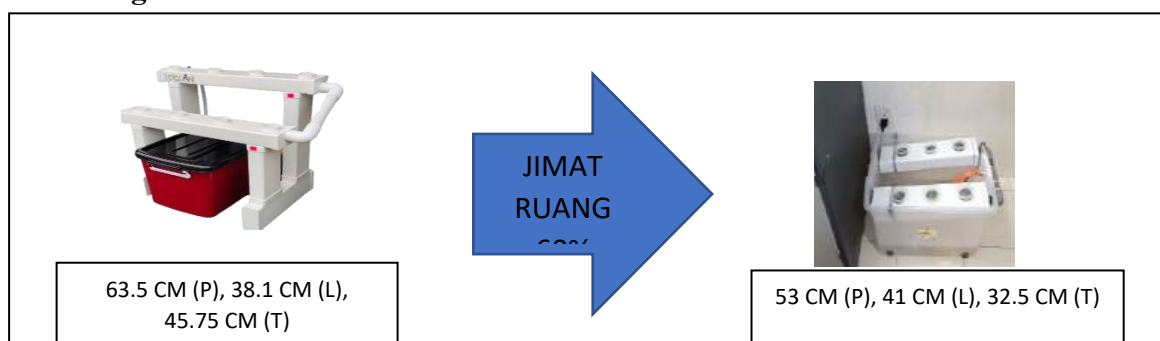 JIMAT
RUANG
63.5 CM (P), 38.1 CM (L),
45.75 CM (T)
53 CM (P), 41 CM (L), 32.5 CM (T)